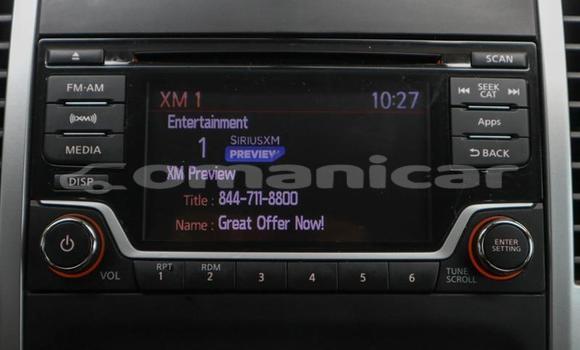 SCAN
FM·AM
XM 1 10:27
SEEK
CAT
((XM))
Entertainment
1 SIRIUSXM
PREVIEW
Apps
MEDIA
XM Preview
BACK
omanicar
DISP
Title : 844-711-8800
Name : Great Offer Now!
ENTER
SETTING
VOL
RPT
1
RDM
2
3
4
5
6
TUNE
SCROLL